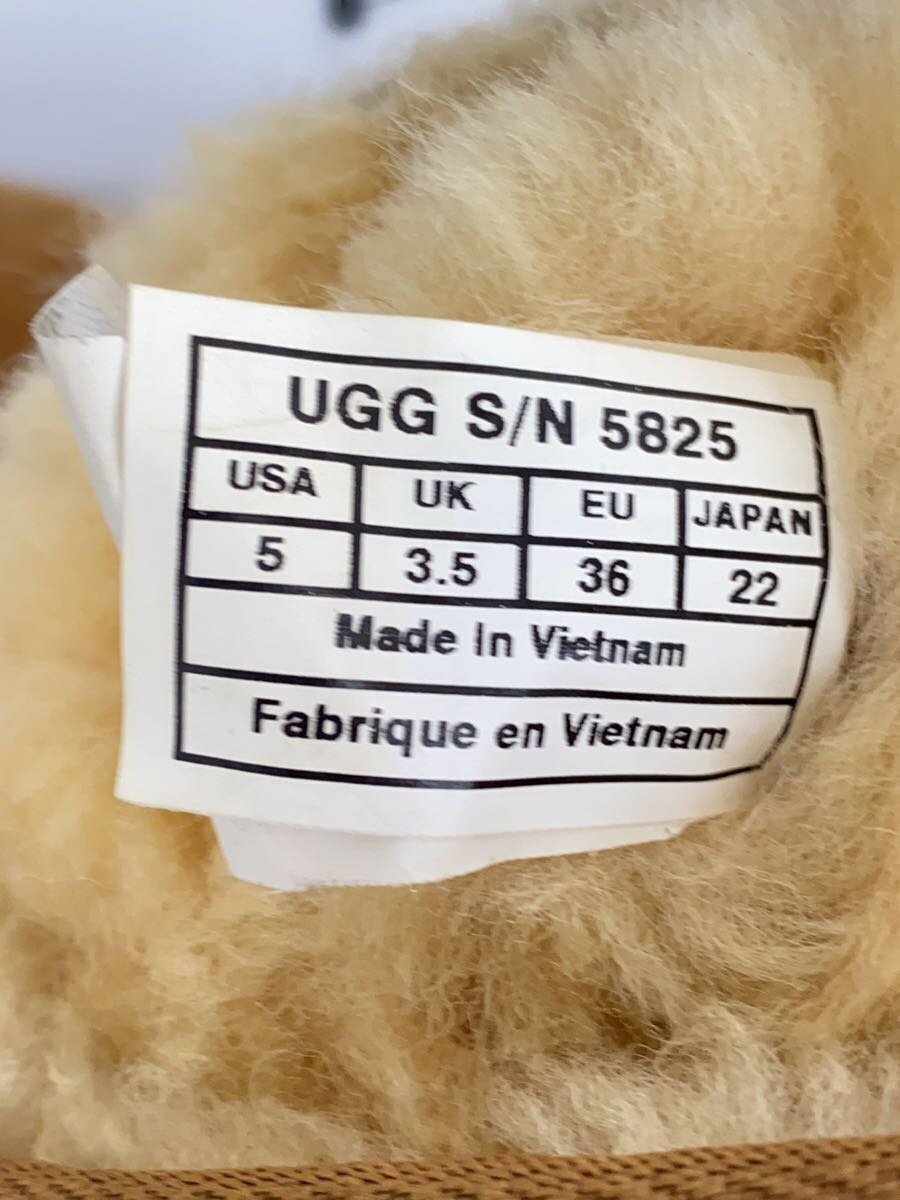 UGG S/N 5825
USA UK EU JAPAN
5 3.5 36 22
Made In Vietnam
Fabrique en Vietnam